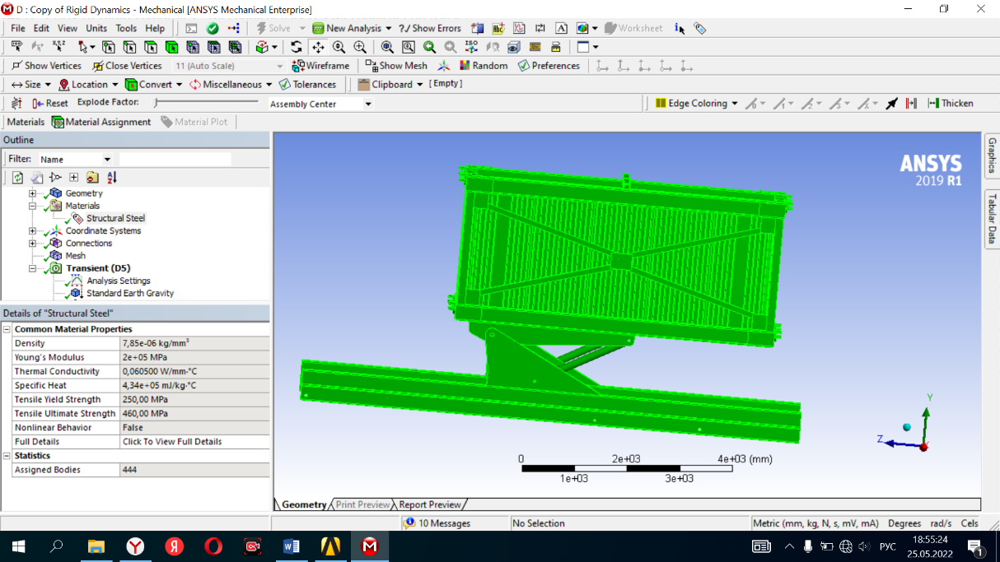 D : Copy of Rigid Dynamics - Mechanical [ANSYS Mechanical Enterprise]
File Edit View Units Tools Help Solve New Analysis ?/ Show Errors Worksheet
Show Vertices Close Vertices 11 (Auto Scale) Wireframe Show Mesh Random Preferences
Size Location Convert Miscellaneous Tolerances Clipboard [ Empty ]
Reset Explode Factor: Assembly Center Edge Coloring Thicken
Materials Material Assignment Material Plot
Outline
Filter: Name
Geometry
Materials
Structural Steel
Coordinate Systems
Connections
Mesh
Transient (D5)
Analysis Settings
Standard Earth Gravity
Details of "Structural Steel"
Common Material Properties
Density 7,85e-06 kg/mm³
Young's Modulus 2e+05 MPa
Thermal Conductivity 0,060500 W/mm·°C
Specific Heat 4,34e+05 mJ/kg·°C
Tensile Yield Strength 250,00 MPa
Tensile Ultimate Strength 460,00 MPa
Nonlinear Behavior False
Full Details Click To View Full Details
Statistics
Assigned Bodies 444
ANSYS
2019 R1
Y
Z
X
0 2e+03 4e+03 (mm)
1e+03 3e+03
Geometry Print Preview Report Preview
Graphics
Tabular Data
10 Messages No Selection Metric (mm, kg, N, s, mV, mA) Degrees rad/s Cels
РУС 18:55:24
25.05.2022
1